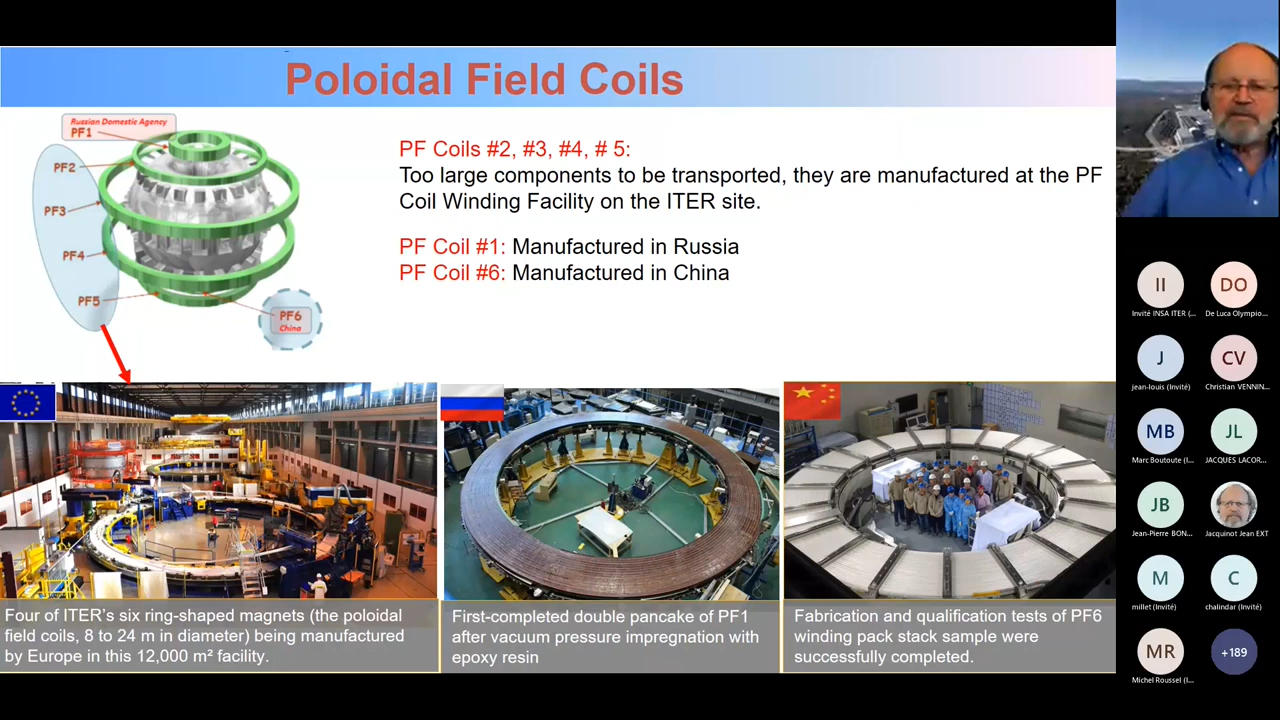 Poloidal Field Coils
Russian Domestic Agency
PF1
PF2
PF3
PF4
PF5
PF6
China
PF Coils #2, #3, #4, # 5:
Too large components to be transported, they are manufactured at the PF
Coil Winding Facility on the ITER site.
PF Coil #1: Manufactured in Russia
PF Coil #6: Manufactured in China
Four of ITER's six ring-shaped magnets (the poloidal
field coils, 8 to 24 m in diameter) being manufactured
by Europe in this 12,000 m² facility.
First-completed double pancake of PF1
after vacuum pressure impregnation with
epoxy resin
Fabrication and qualification tests of PF6
winding pack stack sample were
successfully completed.
II
Invité INSA ITER (...
DO
De Luca Olympio...
J
jean-louis (Invité)
CV
Christian VENNIN...
MB
Marc Boutoute (I...
JL
JACQUES LACOR...
JB
Jean-Pierre BON...
Jacquinot Jean EXT
M
millet (Invité)
C
chalindar (Invité)
MR
Michel Roussel (I...
+189